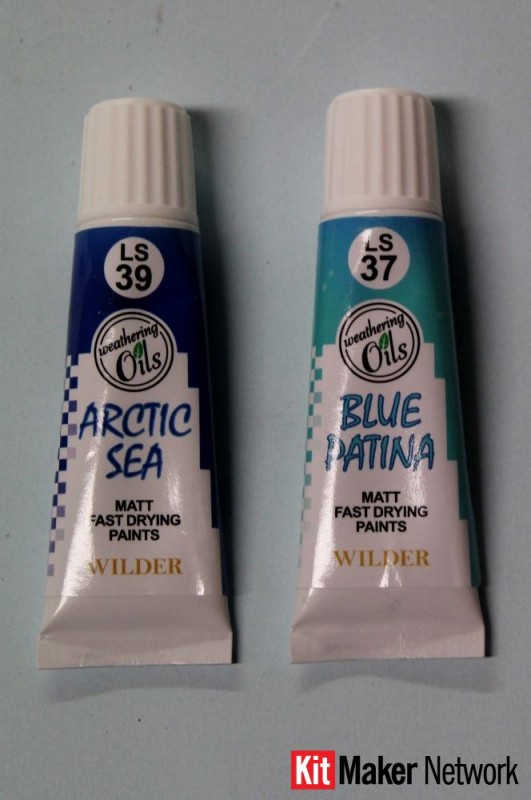 LS
39
weathering
Oils
ARCTIC
SEA
MATT
FAST DRYING
PAINTS
WILDER
LS
37
weathering
Oils
BLUE
PATINA
MATT
FAST DRYING
PAINTS
WILDER
Kit Maker Network